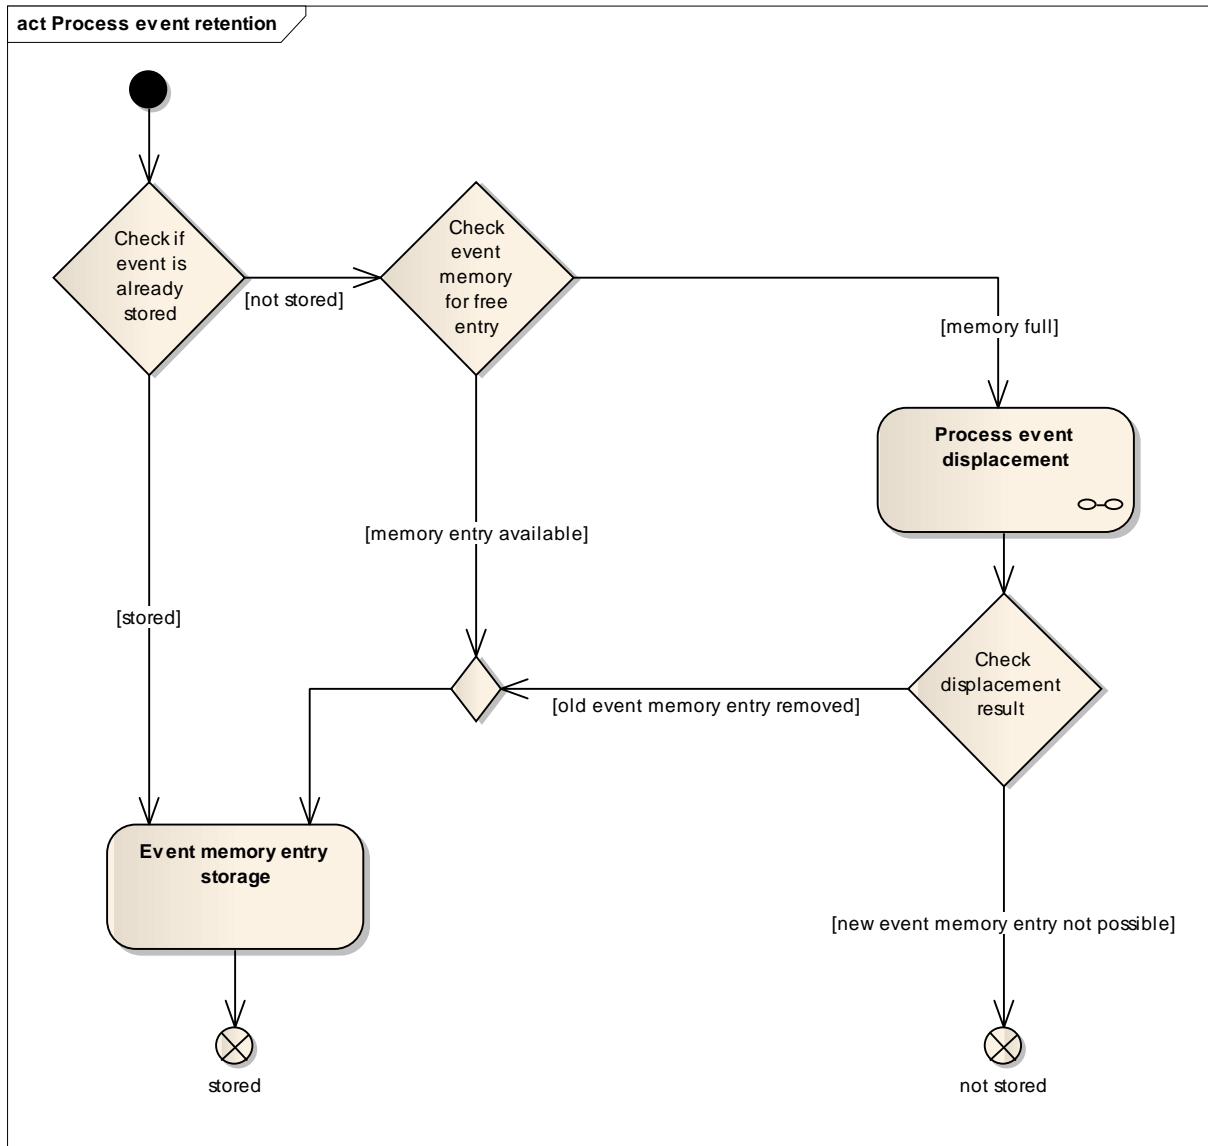 act Process event retention
Check if
event is
already
stored
Check
event
memory
for free
entry
[not stored]
[memory full]
Process event
displacement
[memory entry available]
[stored]
Check
displacement
result
[old event memory entry removed]
Event memory entry
storage
[new event memory entry not possible]
stored
not stored